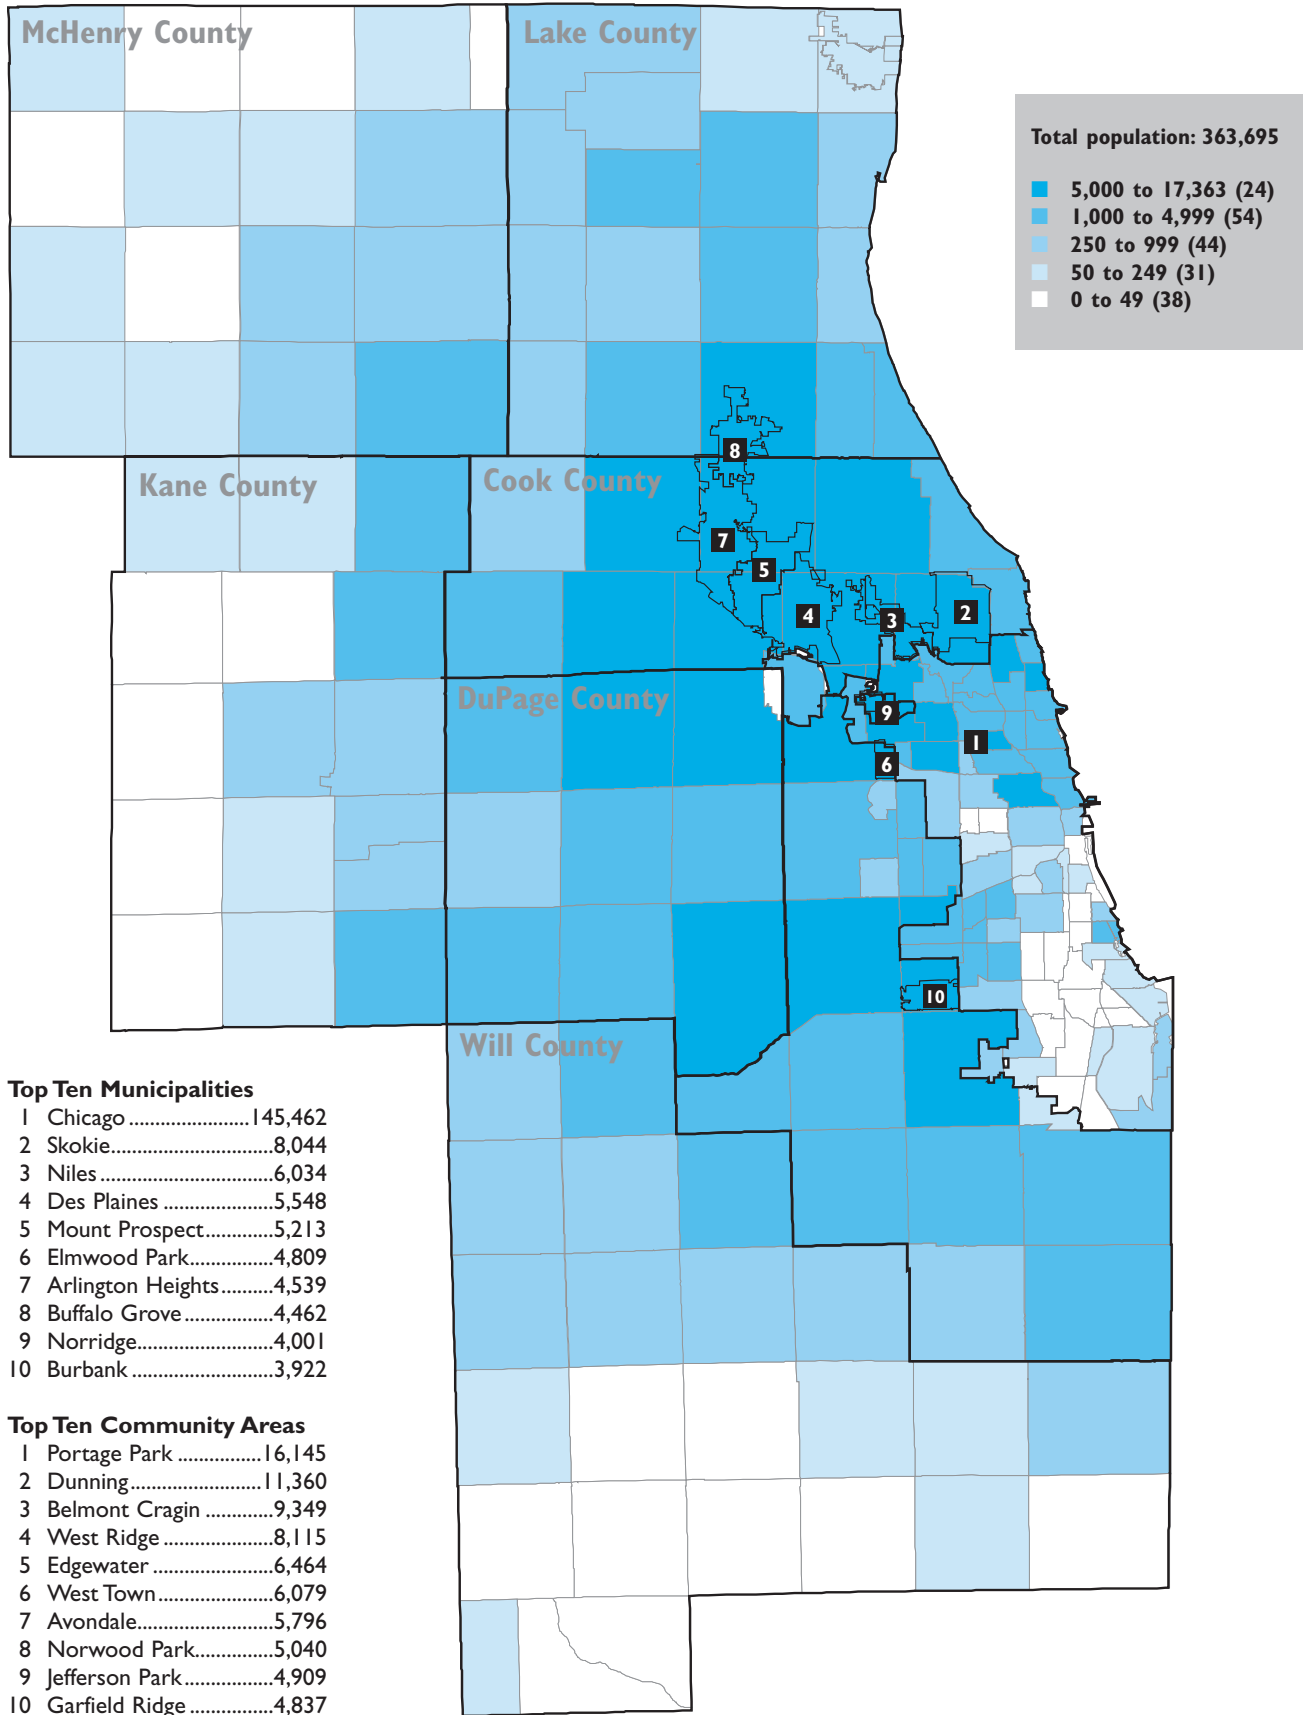 McHenry County
Lake County
Total population: 363,695
5,000 to 17,363 (24)
1,000 to 4,999 (54)
250 to 999 (44)
50 to 249 (31)
0 to 49 (38)
8
Kane County
Cook County
7
5
4
3
2
DuPage County
9
1
6
10
Will County
Top Ten Municipalities
1 Chicago ......................145,462
2 Skokie..............................8,044
3 Niles ................................6,034
4 Des Plaines ....................5,548
5 Mount Prospect............5,213
6 Elmwood Park...............4,809
7 Arlington Heights.........4,539
8 Buffalo Grove ................4,462
9 Norridge.........................4,001
10 Burbank ..........................3,922
Top Ten Community Areas
1 Portage Park ...............16,145
2 Dunning........................11,360
3 Belmont Cragin ............9,349
4 West Ridge ....................8,115
5 Edgewater ......................6,464
6 West Town.....................6,079
7 Avondale.........................5,796
8 Norwood Park..............5,040
9 Jefferson Park................4,909
10 Garfield Ridge ...............4,837